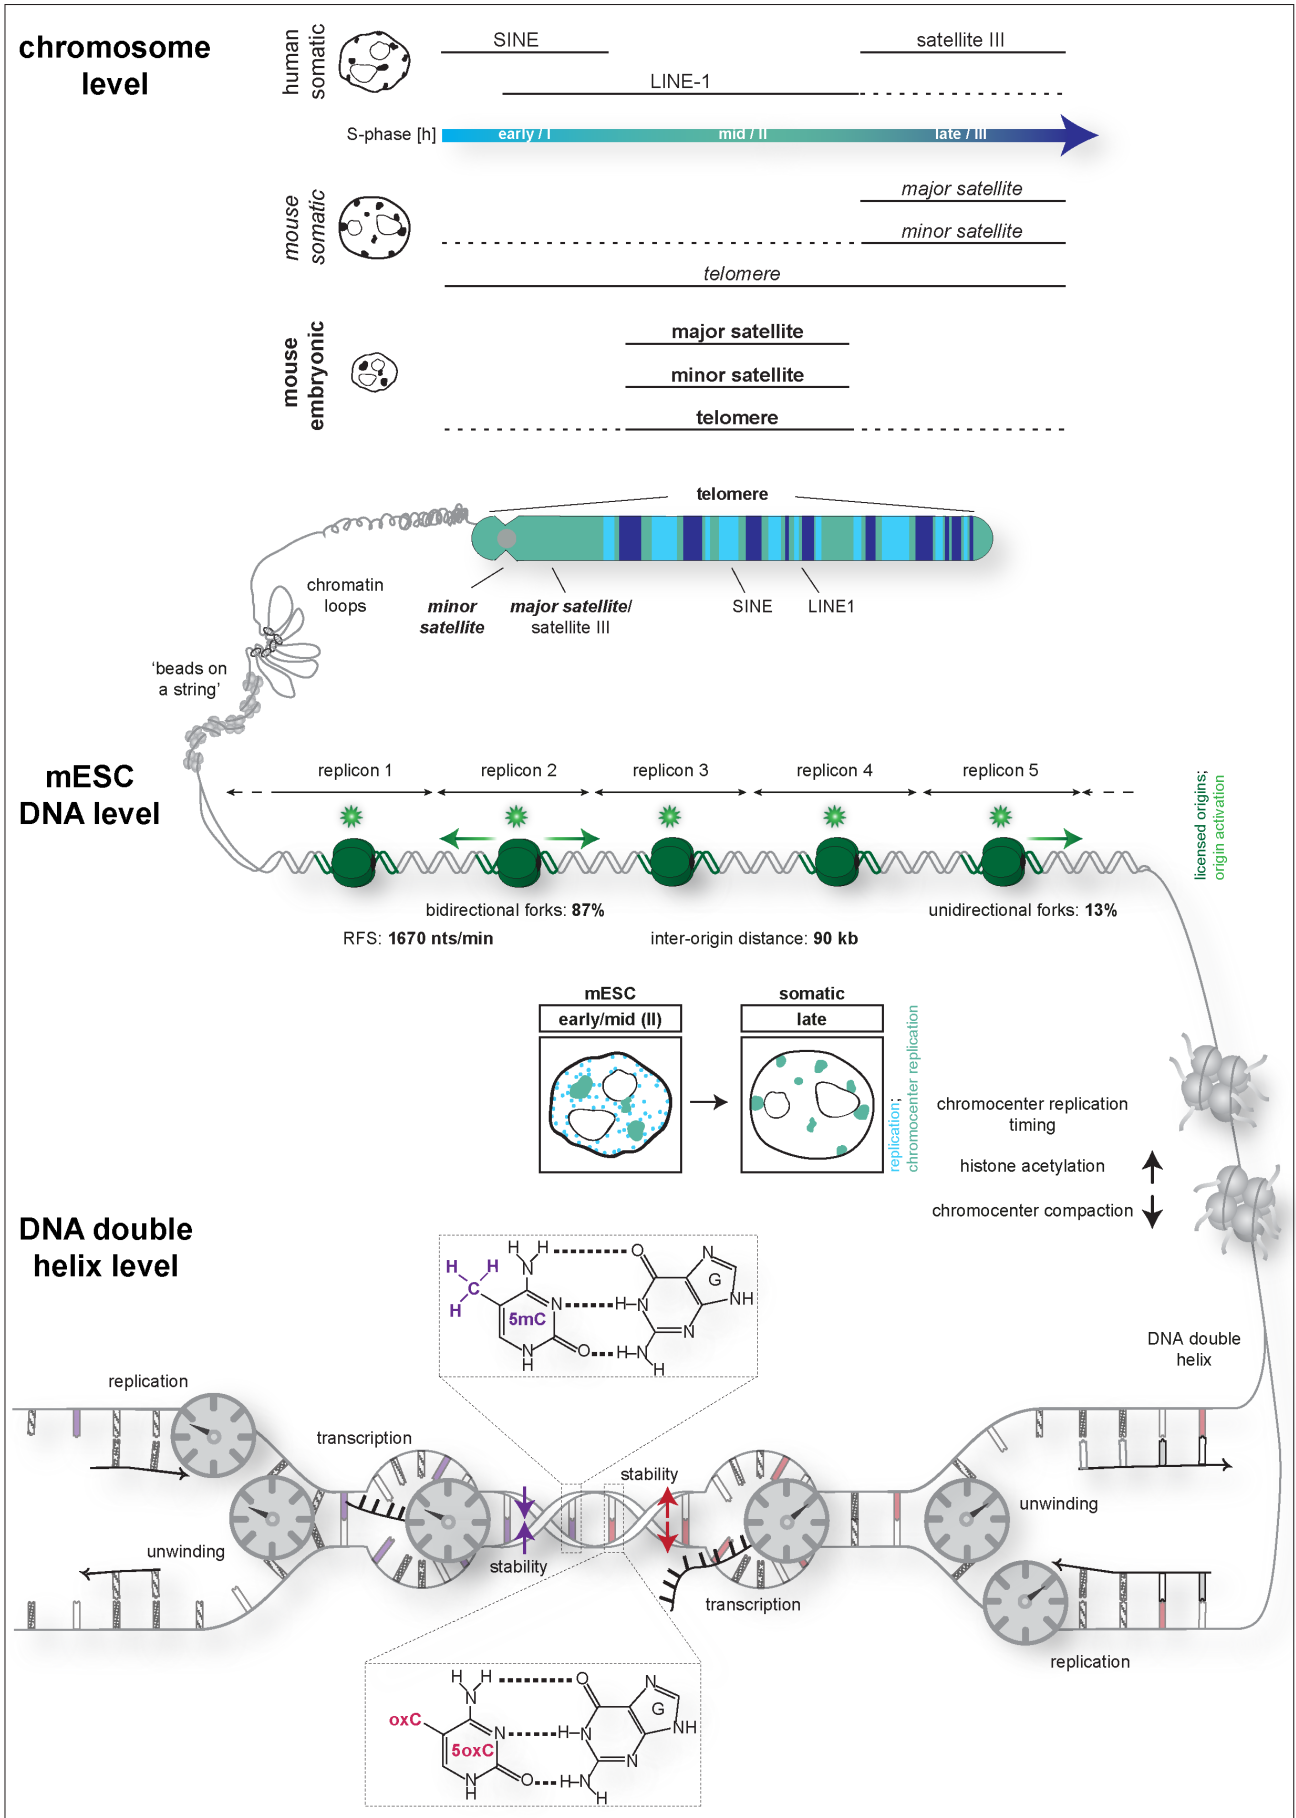 chromosome
level
human
somatic
SINE
satellite III
LINE-1
S-phase [h]
early / I
mid / II
late / III
mouse
somatic
major satellite
minor satellite
telomere
mouse
embryonic
major satellite
minor satellite
telomere
telomere
chromatin
loops
minor
satellite
major satellite/
satellite III
SINE
LINE1
'beads on
a string'
mESC
DNA level
replicon 1
replicon 2
replicon 3
replicon 4
replicon 5
licensed origins;
origin activation
bidirectional forks: 87%
unidirectional forks: 13%
RFS: 1670 nts/min
inter-origin distance: 90 kb
mESC
early/mid (II)
somatic
late
replication;
chromocenter replication
chromocenter replication
timing
histone acetylation
chromocenter compaction
DNA double
helix level
H H
O
N
H H
C
H
N
5mC
N
O
N
H
H-N
H-N
H
N
G
NH
N
DNA double
helix
replication
transcription
stability
unwinding
unwinding
stability
transcription
replication
H H
O
N
oxC
N
5oxC
N
H
O
H-N
H-N
H
N
G
NH
N